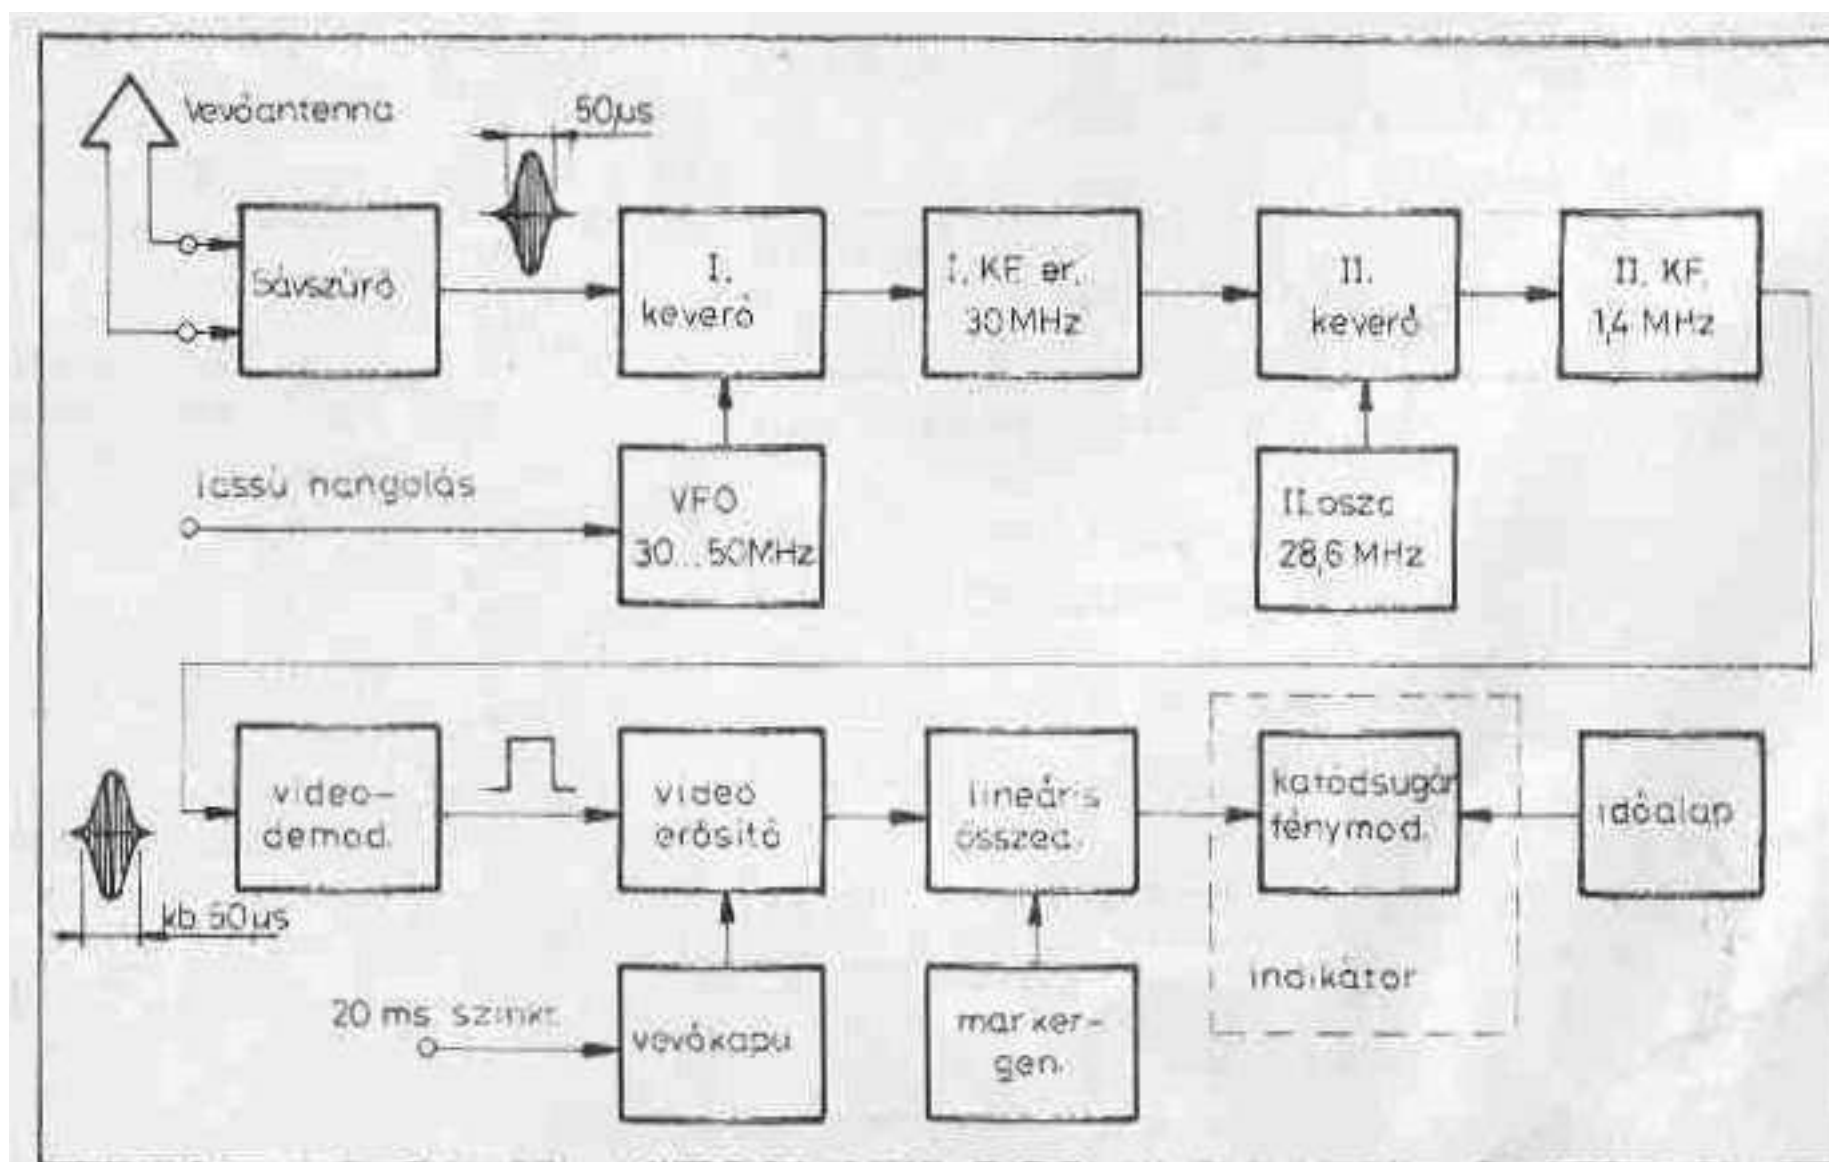 Vevőantenna
50µs
Sávszűrő
I.
keverő
I. KF er.
30 MHz
II.
keverő
II. KF.
1,4 MHz
lassú hangolás
VFO
30...50MHz
II.oszc
28,6 MHz
video-
demod.
video
erősítő
lineáris
összead.
katódsugár
fénymod.
időalap
kb. 50µs
indikátor
20 ms szinkr.
vevőkapu
marker-
gen.